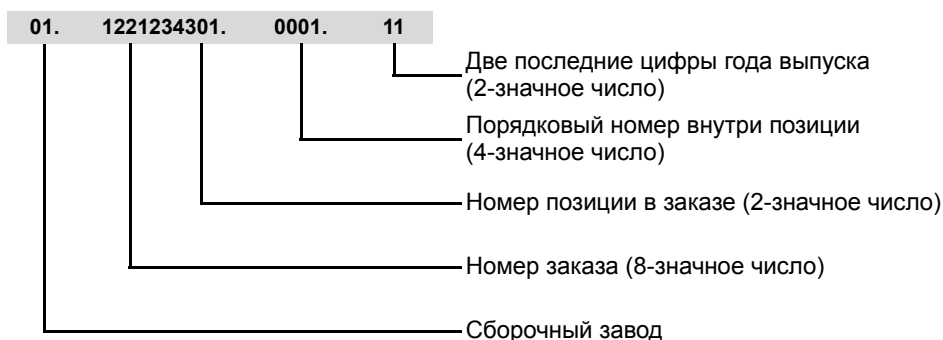 01. 1221234301. 0001. 11
Две последние цифры года выпуска
(2-значное число)
Порядковый номер внутри позиции
(4-значное число)
Номер позиции в заказе (2-значное число)
Номер заказа (8-значное число)
Сборочный завод